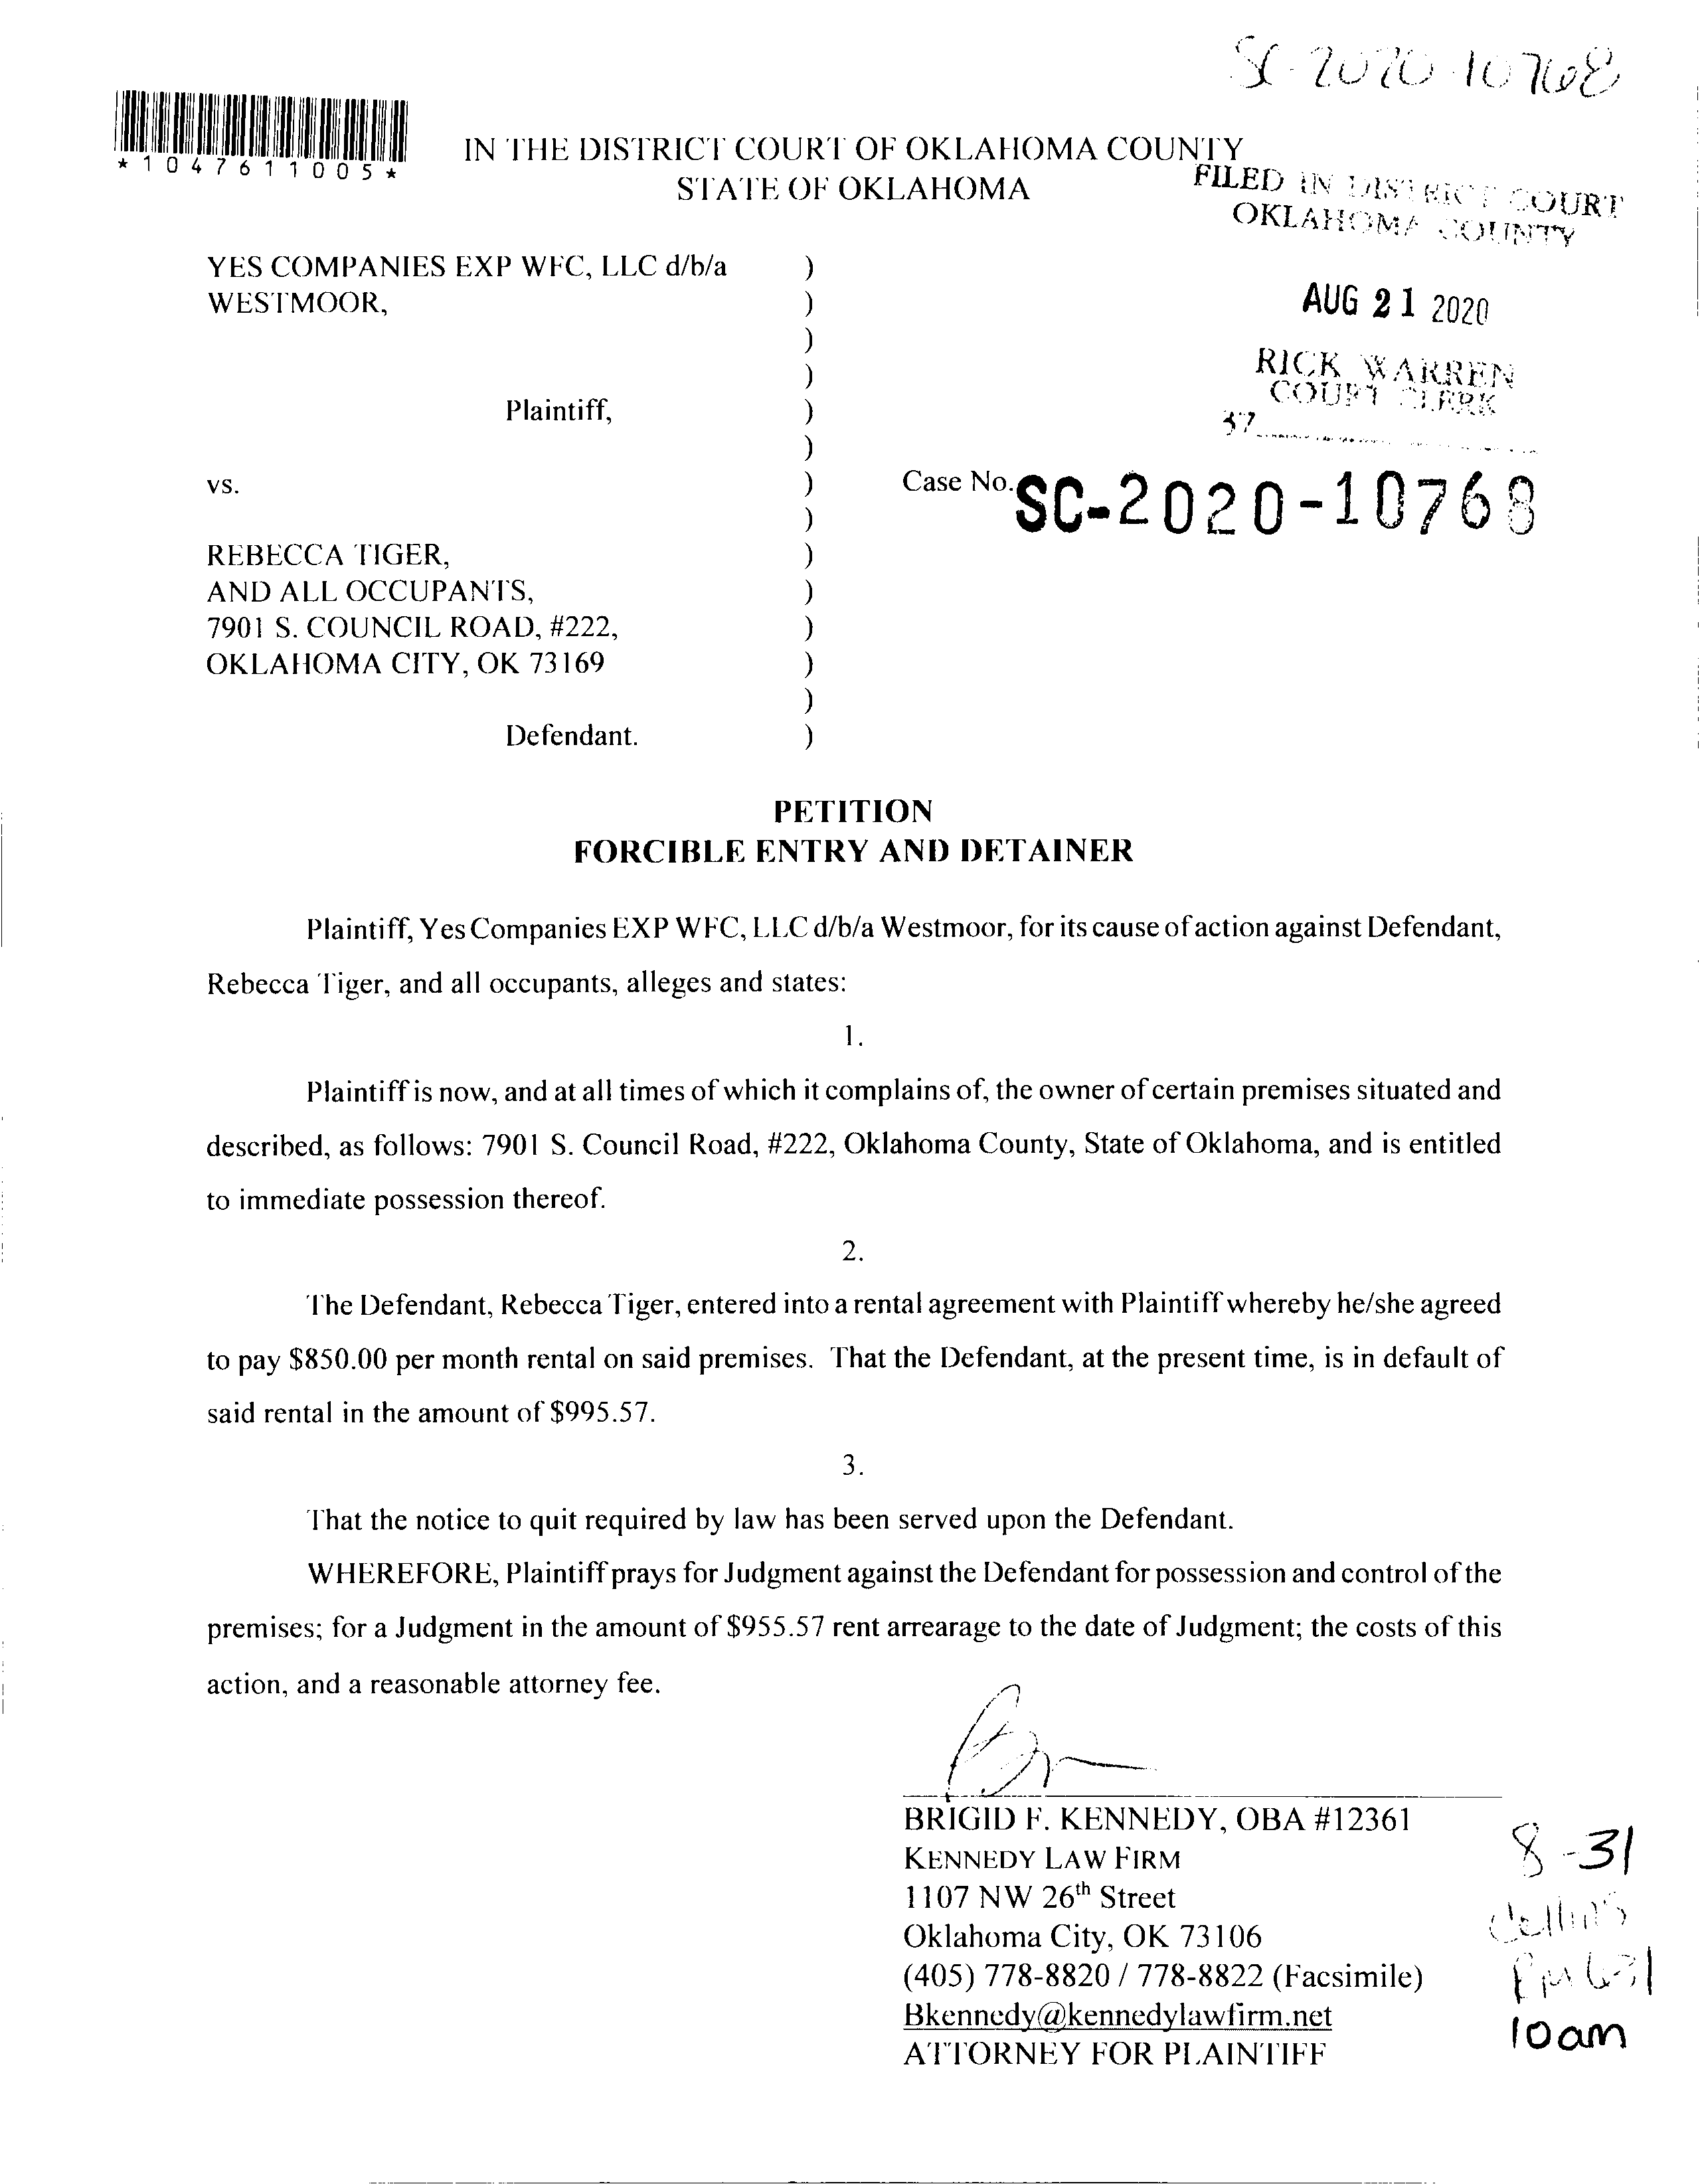 SC-2020-10768
*1047611005*
IN THE DISTRICT COURT OF OKLAHOMA COUNTY
STATE OF OKLAHOMA
FILED IN DISTRICT COURT
OKLAHOMA COUNTY
AUG 21 2020
RICK WARREN
COURT CLERK
37
YES COMPANIES EXP WFC, LLC d/b/a )
WESTMOOR, )
)
)
Plaintiff, )
)
vs. ) Case No. SC-2020-10768
)
REBECCA TIGER, )
AND ALL OCCUPANTS, )
7901 S. COUNCIL ROAD, #222, )
OKLAHOMA CITY, OK 73169 )
)
Defendant. )
PETITION
FORCIBLE ENTRY AND DETAINER
Plaintiff, Yes Companies EXP WFC, LLC d/b/a Westmoor, for its cause of action against Defendant,
Rebecca Tiger, and all occupants, alleges and states:
1.
Plaintiff is now, and at all times of which it complains of, the owner of certain premises situated and
described, as follows: 7901 S. Council Road, #222, Oklahoma County, State of Oklahoma, and is entitled
to immediate possession thereof.
2.
The Defendant, Rebecca Tiger, entered into a rental agreement with Plaintiff whereby he/she agreed
to pay $850.00 per month rental on said premises. That the Defendant, at the present time, is in default of
said rental in the amount of $995.57.
3.
That the notice to quit required by law has been served upon the Defendant.
WHEREFORE, Plaintiff prays for Judgment against the Defendant for possession and control of the
premises; for a Judgment in the amount of $955.57 rent arrearage to the date of Judgment; the costs of this
action, and a reasonable attorney fee.
BRIGID F. KENNEDY, OBA #12361
KENNEDY LAW FIRM
1107 NW 26th Street
Oklahoma City, OK 73106
(405) 778-8820 / 778-8822 (Facsimile)
Bkennedy@kennedylawfirm.net
ATTORNEY FOR PLAINTIFF
8-31
Collins
Rm 631
10am